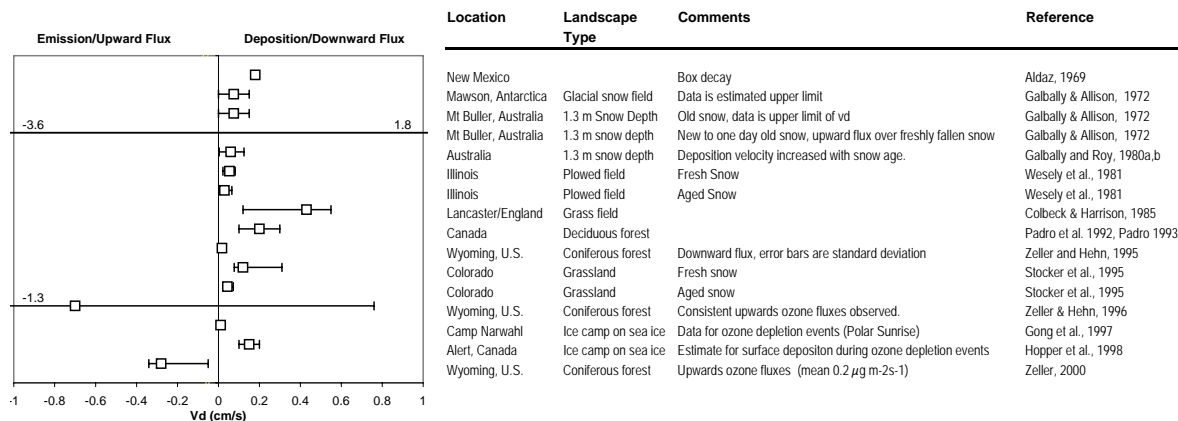 Emission/Upward Flux Deposition/Downward Flux
-3.6 1.8
-1.3
-1 -0.8 -0.6 -0.4 -0.2 0 0.2 0.4 0.6 0.8 1
Vd (cm/s)
Location Landscape Type Comments Reference
New Mexico Box decay Aldaz, 1969
Mawson, Antarctica Glacial snow field Data is estimated upper limit Galbally & Allison, 1972
Mt Buller, Australia 1.3 m Snow Depth Old snow, data is upper limit of vd Galbally & Allison, 1972
Mt Buller, Australia 1.3 m snow depth New to one day old snow, upward flux over freshly fallen snow Galbally & Allison, 1972
Australia 1.3 m snow depth Deposition velocity increased with snow age. Galbally and Roy, 1980a,b
Illinois Plowed field Fresh Snow Wesely et al., 1981
Illinois Plowed field Aged Snow Wesely et al., 1981
Lancaster/England Grass field Colbeck & Harrison, 1985
Canada Deciduous forest Padro et al. 1992, Padro 1993
Wyoming, U.S. Coniferous forest Downward flux, error bars are standard deviation Zeller and Hehn, 1995
Colorado Grassland Fresh snow Stocker et al., 1995
Colorado Grassland Aged snow Stocker et al., 1995
Wyoming, U.S. Coniferous forest Consistent upwards ozone fluxes observed. Zeller & Hehn, 1996
Camp Narwahl Ice camp on sea ice Data for ozone depletion events (Polar Sunrise) Gong et al., 1997
Alert, Canada Ice camp on sea ice Estimate for surface depositon during ozone depletion events Hopper et al., 1998
Wyoming, U.S. Coniferous forest Upwards ozone fluxes (mean 0.2 µg m-2s-1) Zeller, 2000